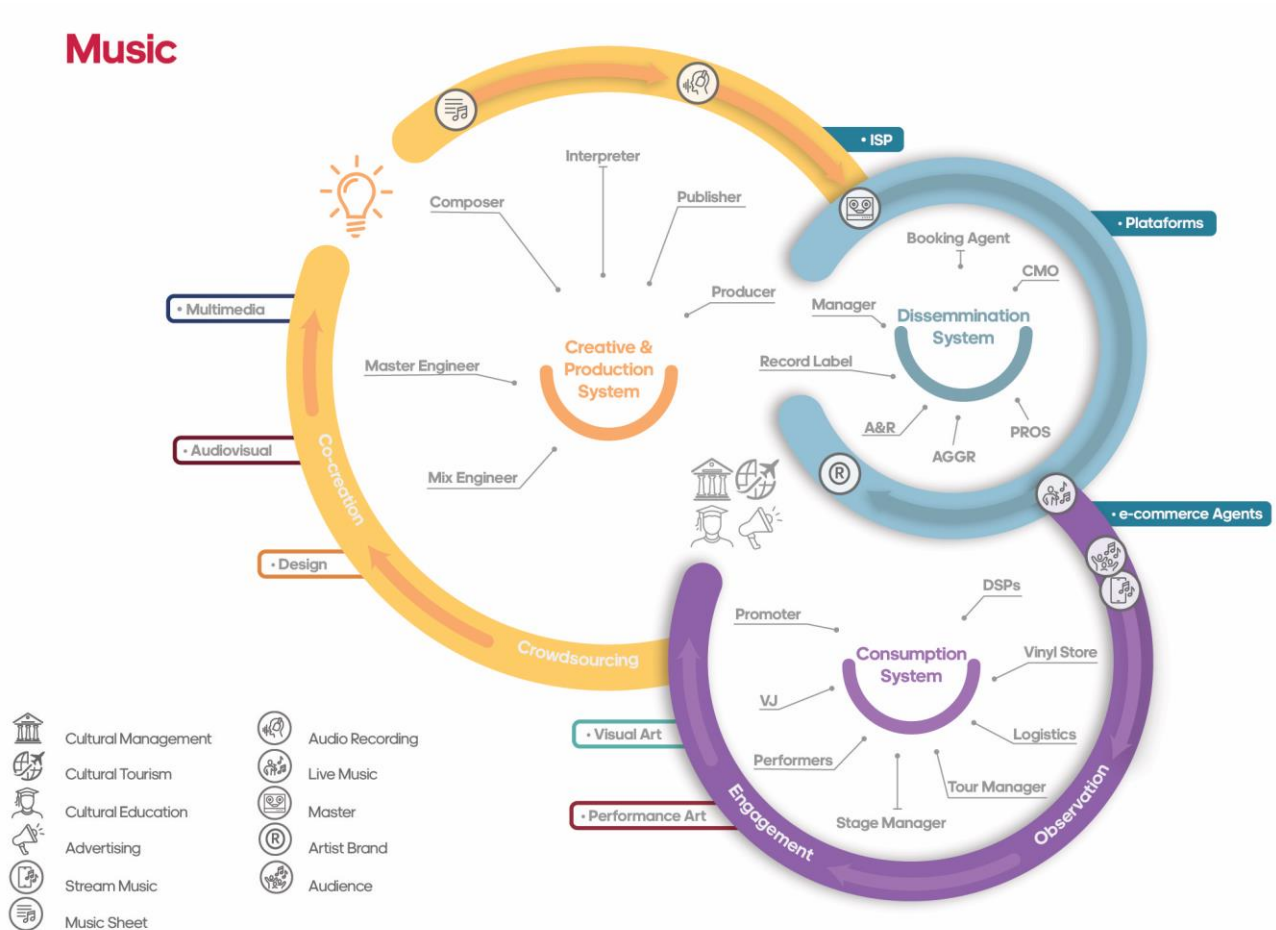 Music
• ISP
Interpreter
Composer
Publisher
• Plataforms
Booking Agent
CMO
Producer
• Multimedia
Manager
Dissemmination
System
Creative &
Production
System
Record Label
Master Engineer
A&R
PROS
• Audiovisual
AGGR
Co-creation
Mix Engineer
®
• e-commerce Agents
• Design
DSPs
Promoter
Crowdsourcing
Consumption
System
Vinyl Store
VJ
• Visual Art
Logistics
Performers
Tour Manager
Engagement
Observation
• Performance Art
Stage Manager
Cultural Management
Cultural Tourism
Cultural Education
Advertising
Stream Music
Music Sheet
Audio Recording
Live Music
Master
® Artist Brand
Audience